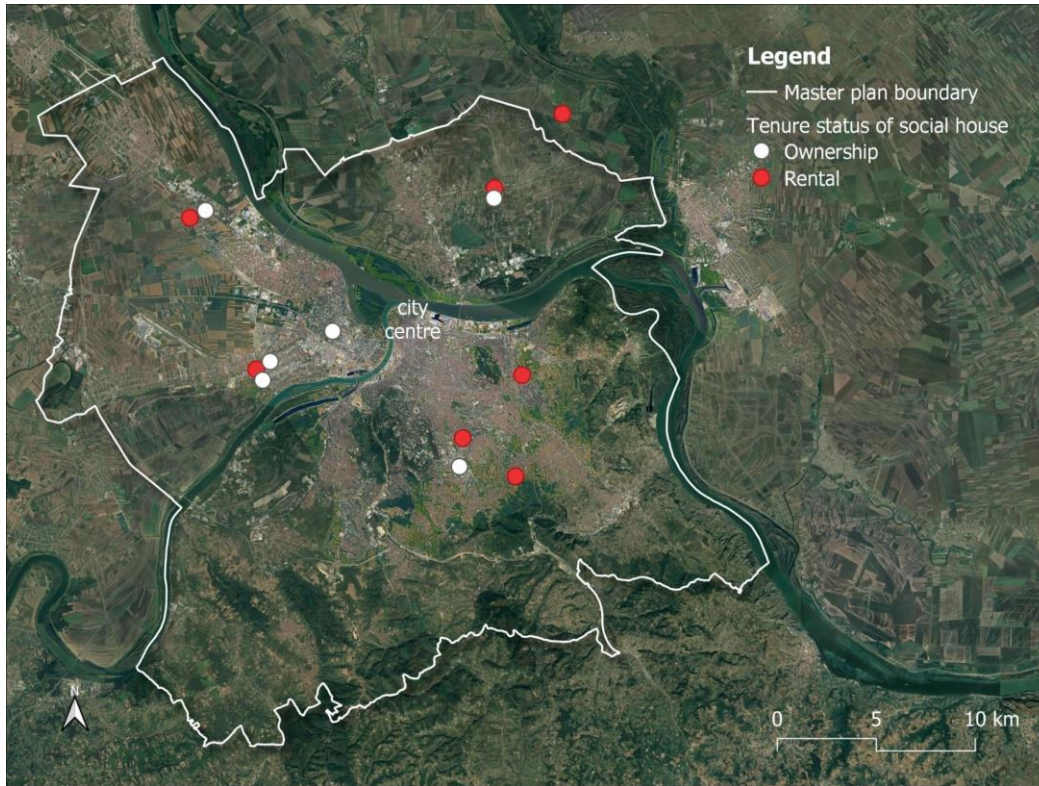 Legend
Master plan boundary
Tenure status of social house
Ownership
Rental
city
centre
N
0 5 10 km